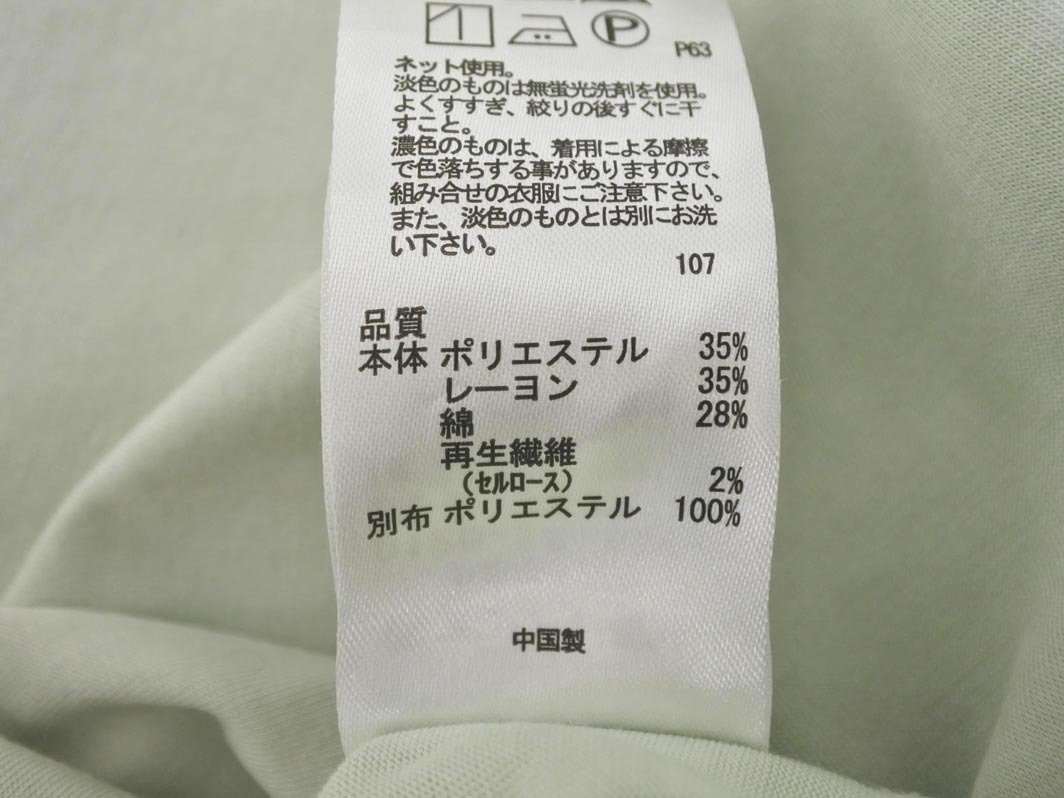 P
P63
ネット使用。
淡色のものは無蛍光洗剤を使用。
よくすすぎ、絞りの後すぐに干
すこと。
濃色のものは、着用による摩擦
で色落ちする事がありますので、
組み合せの衣服にご注意下さい。
また、淡色のものとは別にお洗
い下さい。
107
品質
本体 ポリエステル 35%
レーヨン 35%
綿 28%
再生繊維
(セルロース) 2%
別布 ポリエステル 100%
中国製